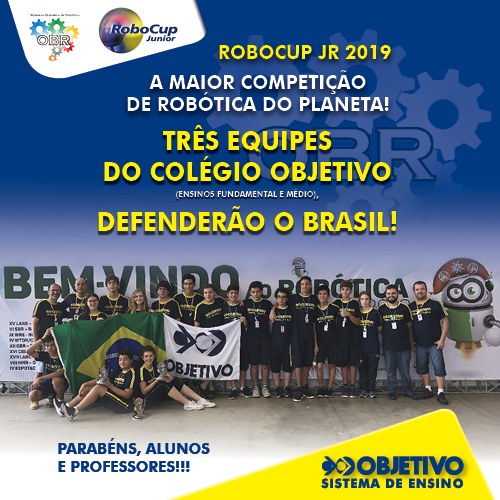 OBR
RoboCup
Junior
ROBOCUP JR 2019
A MAIOR COMPETIÇÃO
DE ROBÓTICA DO PLANETA!
TRÊS EQUIPES
DO COLÉGIO OBJETIVO
(ENSINOS FUNDAMENTAL E MÉDIO),
DEFENDERÃO O BRASIL!
OBR
BEM-VINDO
ROBÓTICA
OBJETIVO
PARABÉNS, ALUNOS
E PROFESSORES!!!
OBJETIVO
SISTEMA DE ENSINO